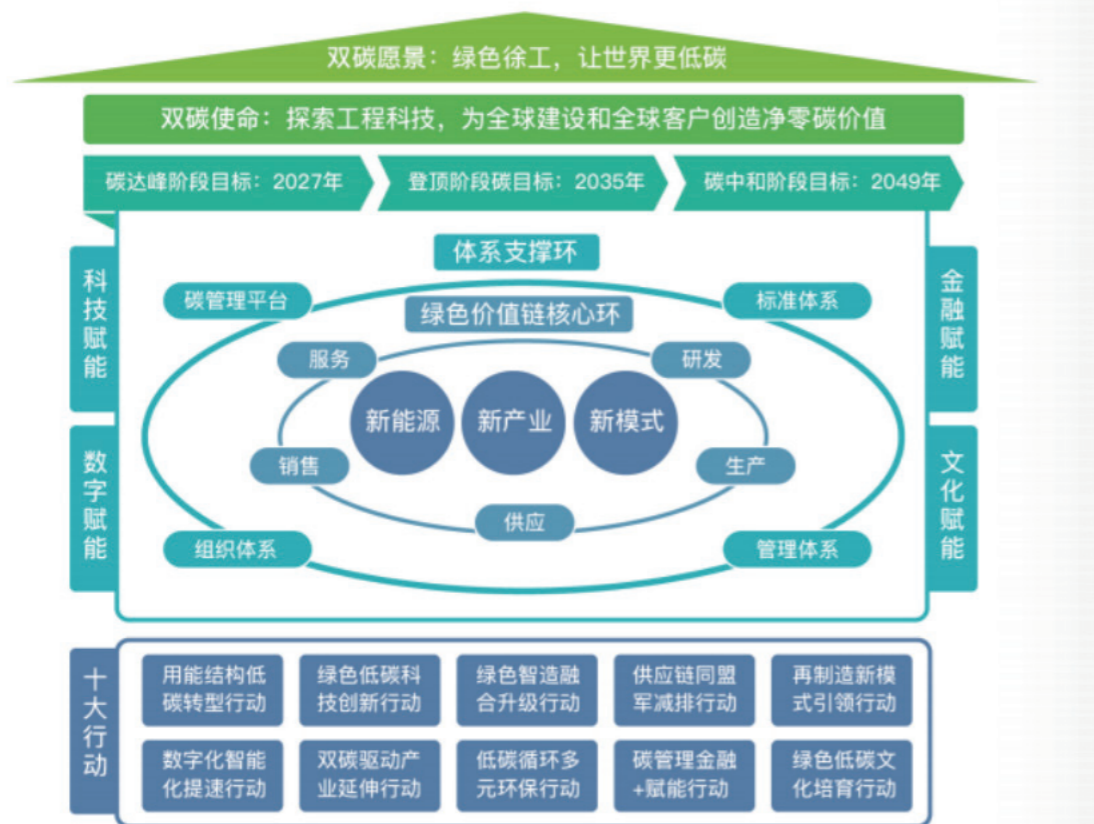 双碳愿景：绿色徐工，让世界更低碳
双碳使命：探索工程科技，为全球建设和全球客户创造净零碳价值
碳达峰阶段目标：2027年
登顶阶段碳目标：2035年
碳中和阶段目标：2049年
科技赋能
数字赋能
体系支撑环
碳管理平台
标准体系
绿色价值链核心环
服务
研发
新能源
新产业
新模式
销售
生产
供应
组织体系
管理体系
金融赋能
文化赋能
十大行动
用能结构低
碳转型行动
绿色低碳科
技创新行动
绿色智造融
合升级行动
供应链同盟
军减排行动
再制造新模
式引领行动
数字化智能
化提速行动
双碳驱动产
业延伸行动
低碳循环多
元环保行动
碳管理金融
+赋能行动
绿色低碳文
化培育行动